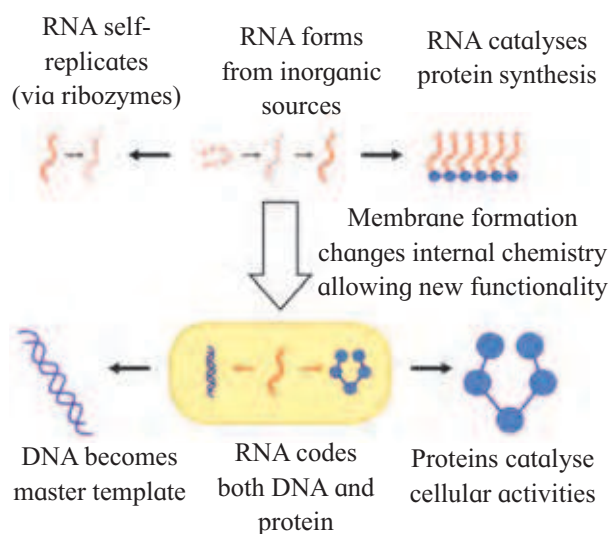 RNA self-
replicates
(via ribozymes)
RNA forms
from inorganic
sources
RNA catalyses
protein synthesis
Membrane formation
changes internal chemistry
allowing new functionality
DNA becomes
master template
RNA codes
both DNA and
protein
Proteins catalyse
cellular activities